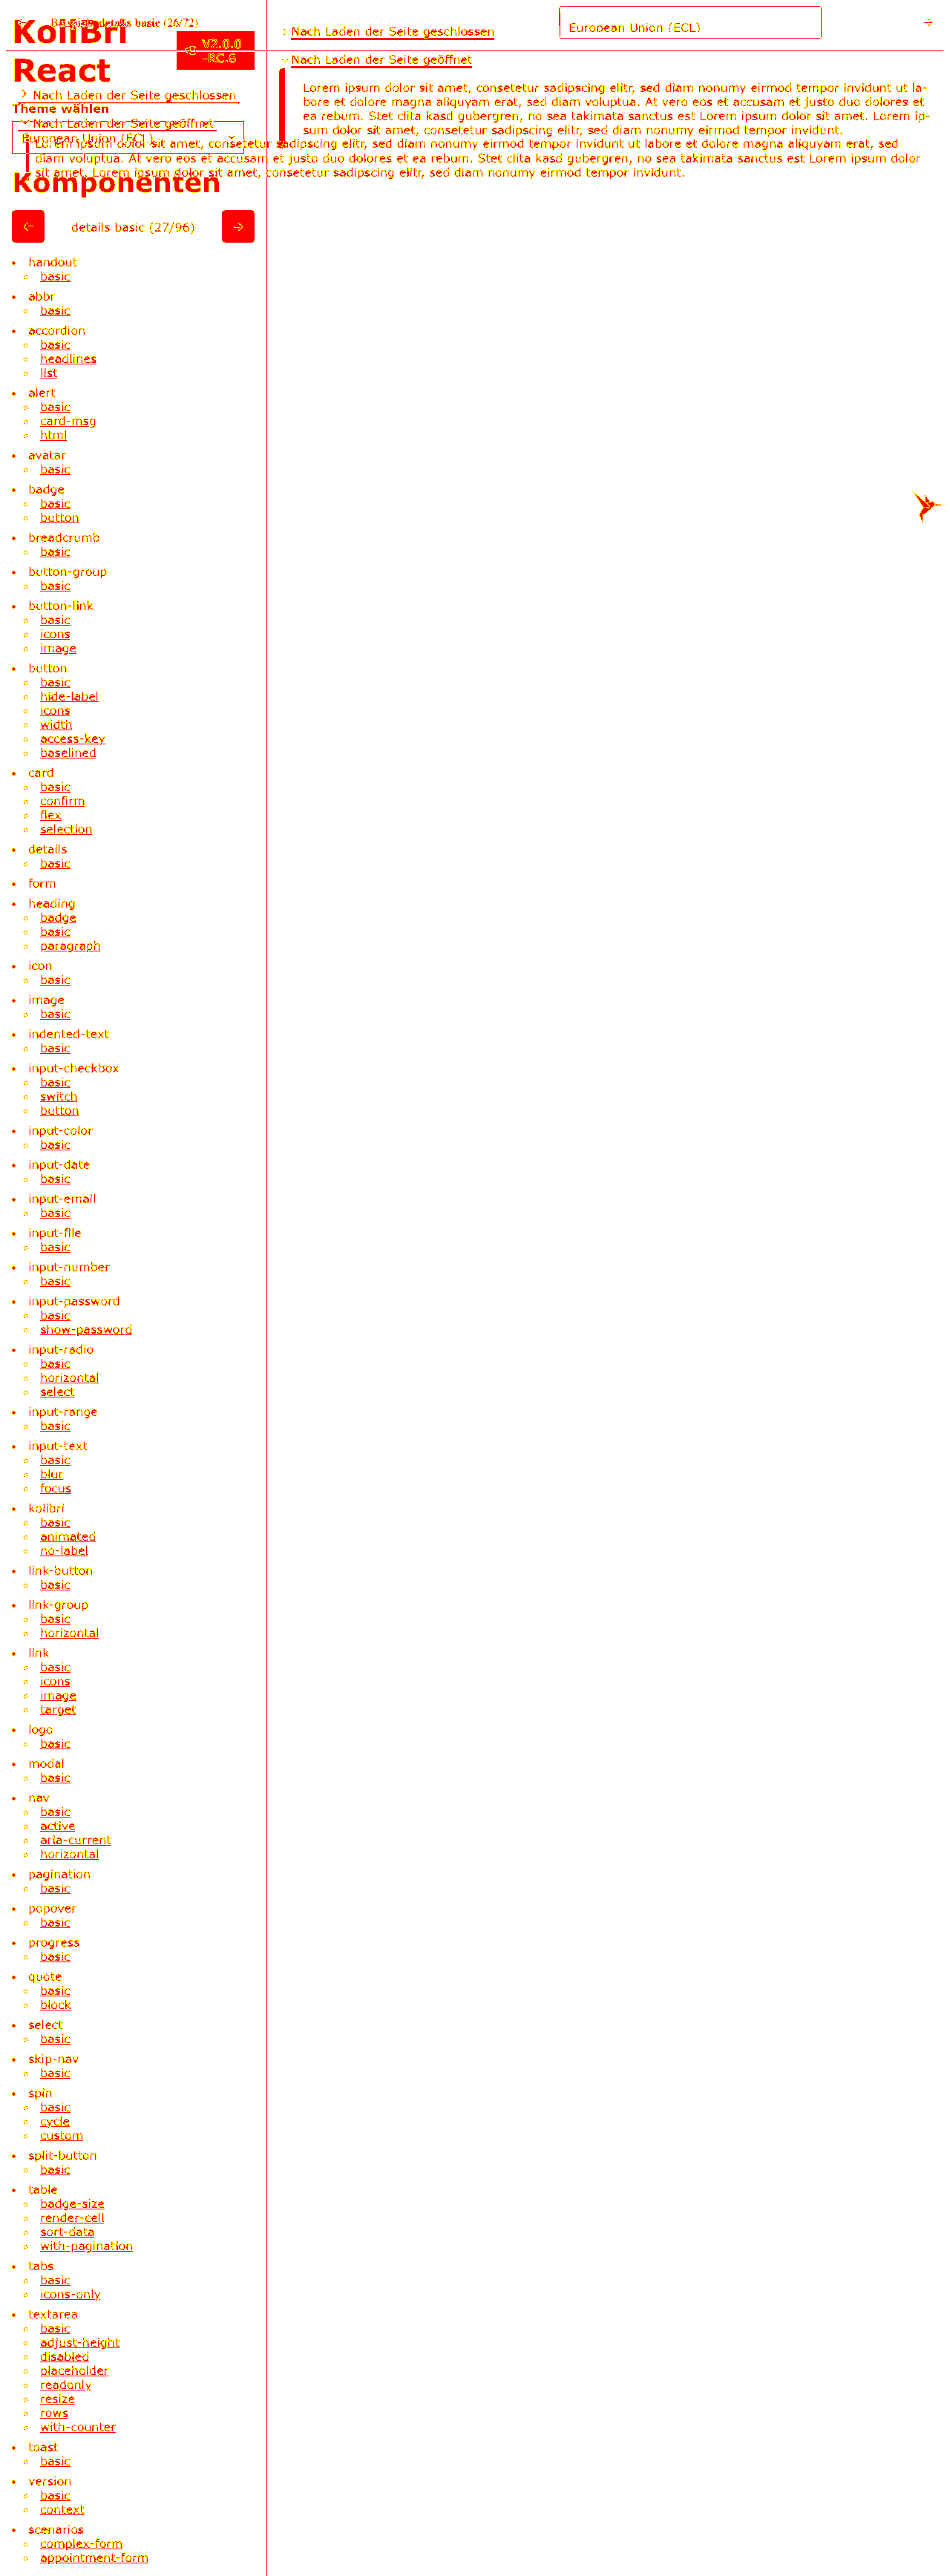 Beispiele details basic (26/72)
KoliBri
React
V2.0.0
-RC.6
European Union (ECL)
Nach Laden der Seite geschlossen
Nach Laden der Seite geöffnet
Lorem ipsum dolor sit amet, consetetur sadipscing elitr, sed diam nonumy eirmod tempor invidunt ut la-
bore et dolore magna aliquyam erat, sed diam voluptua. At vero eos et accusam et justo duo dolores et
ea rebum. Stet clita kasd gubergren, no sea takimata sanctus est Lorem ipsum dolor sit amet. Lorem ip-
sum dolor sit amet, consetetur sadipscing elitr, sed diam nonumy eirmod tempor invidunt.
Nach Laden der Seite geschlossen
Theme wählen
Nach Laden der Seite geöffnet
European Union (ECL)
Lorem ipsum dolor sit amet, consetetur sadipscing elitr, sed diam nonumy eirmod tempor invidunt ut labore et dolore magna aliquyam erat, sed
diam voluptua. At vero eos et accusam et justo duo dolores et ea rebum. Stet clita kasd gubergren, no sea takimata sanctus est Lorem ipsum dolor
sit amet. Lorem ipsum dolor sit amet, consetetur sadipscing elitr, sed diam nonumy eirmod tempor invidunt.
Komponenten
details basic (27/96)
handout
basic
abbr
basic
accordion
basic
headlines
list
alert
basic
card-msg
html
avatar
basic
badge
basic
button
breadcrumb
basic
button-group
basic
button-link
basic
icons
image
button
basic
hide-label
icons
width
access-key
baselined
card
basic
confirm
flex
selection
details
basic
form
heading
badge
basic
paragraph
icon
basic
image
basic
indented-text
basic
input-checkbox
basic
switch
button
input-color
basic
input-date
basic
input-email
basic
input-file
basic
input-number
basic
input-password
basic
show-password
input-radio
basic
horizontal
select
input-range
basic
input-text
basic
blur
focus
kolibri
basic
animated
no-label
link-button
basic
link-group
basic
horizontal
link
basic
icons
image
target
logo
basic
modal
basic
nav
basic
active
aria-current
horizontal
pagination
basic
popover
basic
progress
basic
quote
basic
block
select
basic
skip-nav
basic
spin
basic
cycle
custom
split-button
basic
table
badge-size
render-cell
sort-data
with-pagination
tabs
basic
icons-only
textarea
basic
adjust-height
disabled
placeholder
readonly
resize
rows
with-counter
toast
basic
version
basic
context
scenarios
complex-form
appointment-form